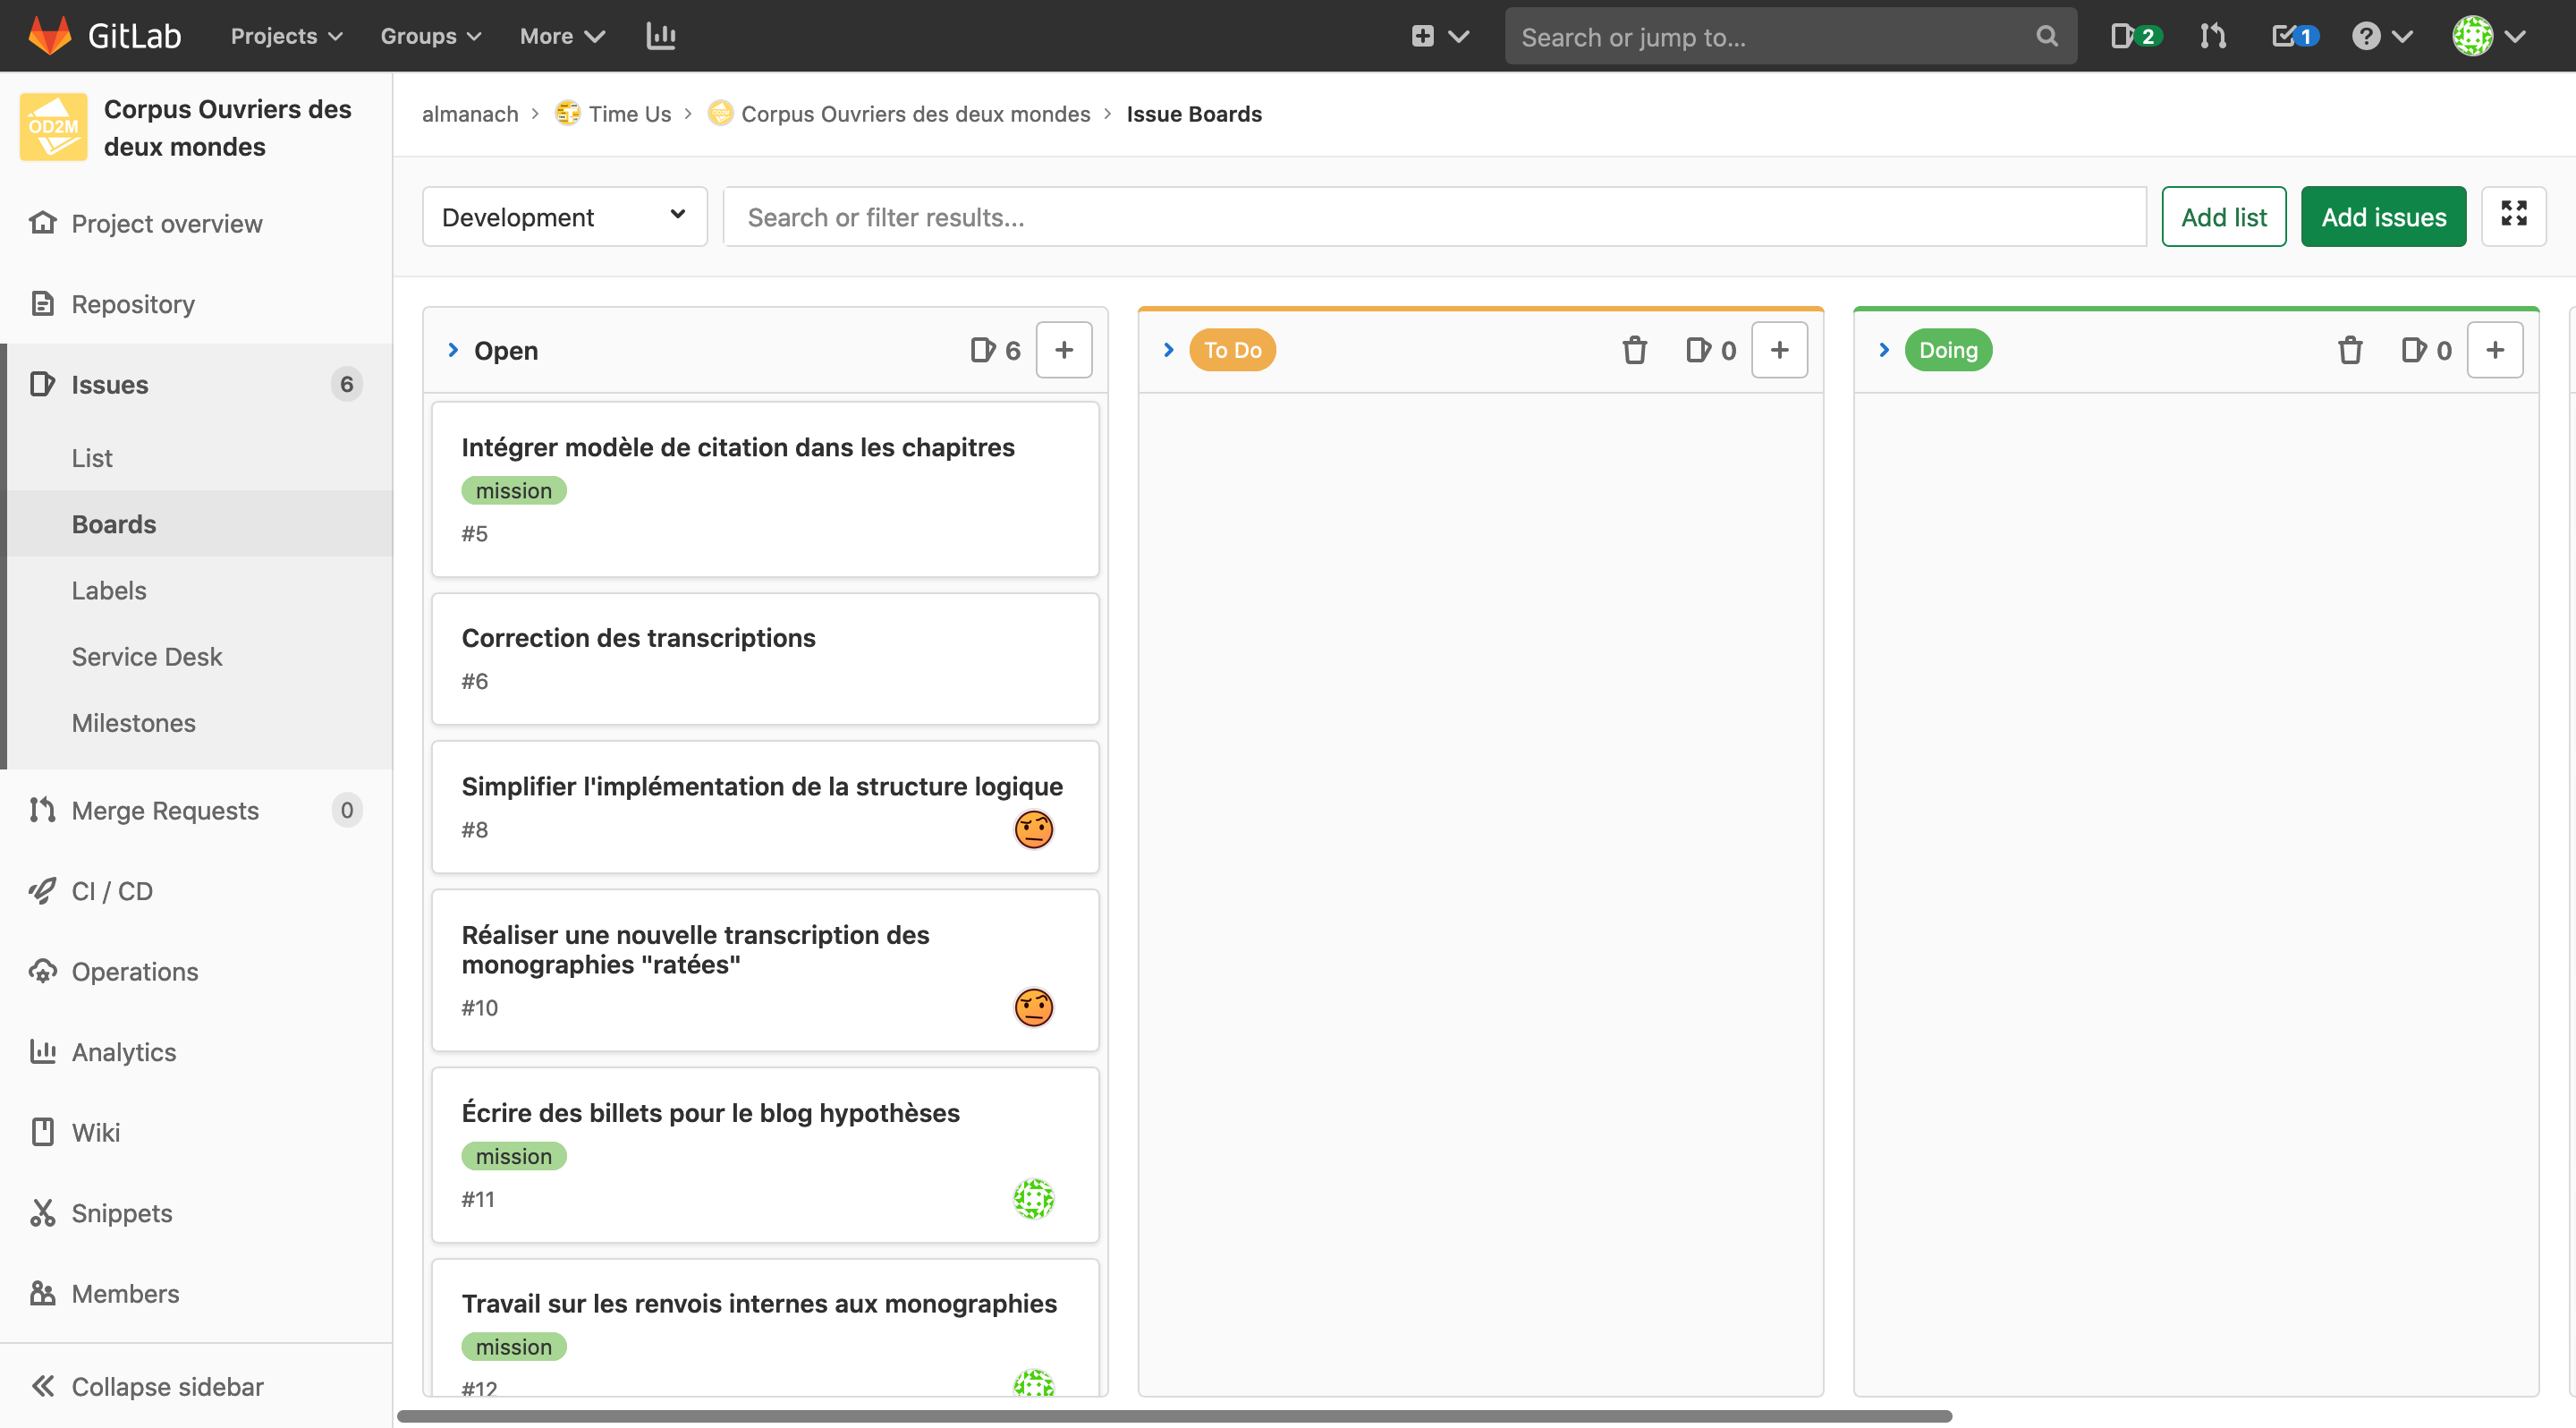 GitLab Projects Groups More Search or jump to... 2 1
OD2M
Corpus Ouvriers des
deux mondes
Project overview
Repository
Issues 6
List
Boards
Labels
Service Desk
Milestones
Merge Requests 0
CI / CD
Operations
Analytics
Wiki
Snippets
Members
Collapse sidebar
almanach > Time Us > Corpus Ouvriers des deux mondes > Issue Boards
Development Search or filter results... Add list Add issues
Open 6
Intégrer modèle de citation dans les chapitres
mission
#5
Correction des transcriptions
#6
Simplifier l'implémentation de la structure logique
#8
Réaliser une nouvelle transcription des
monographies "ratées"
#10
Écrire des billets pour le blog hypothèses
mission
#11
Travail sur les renvois internes aux monographies
mission
#12
To Do 0
Doing 0